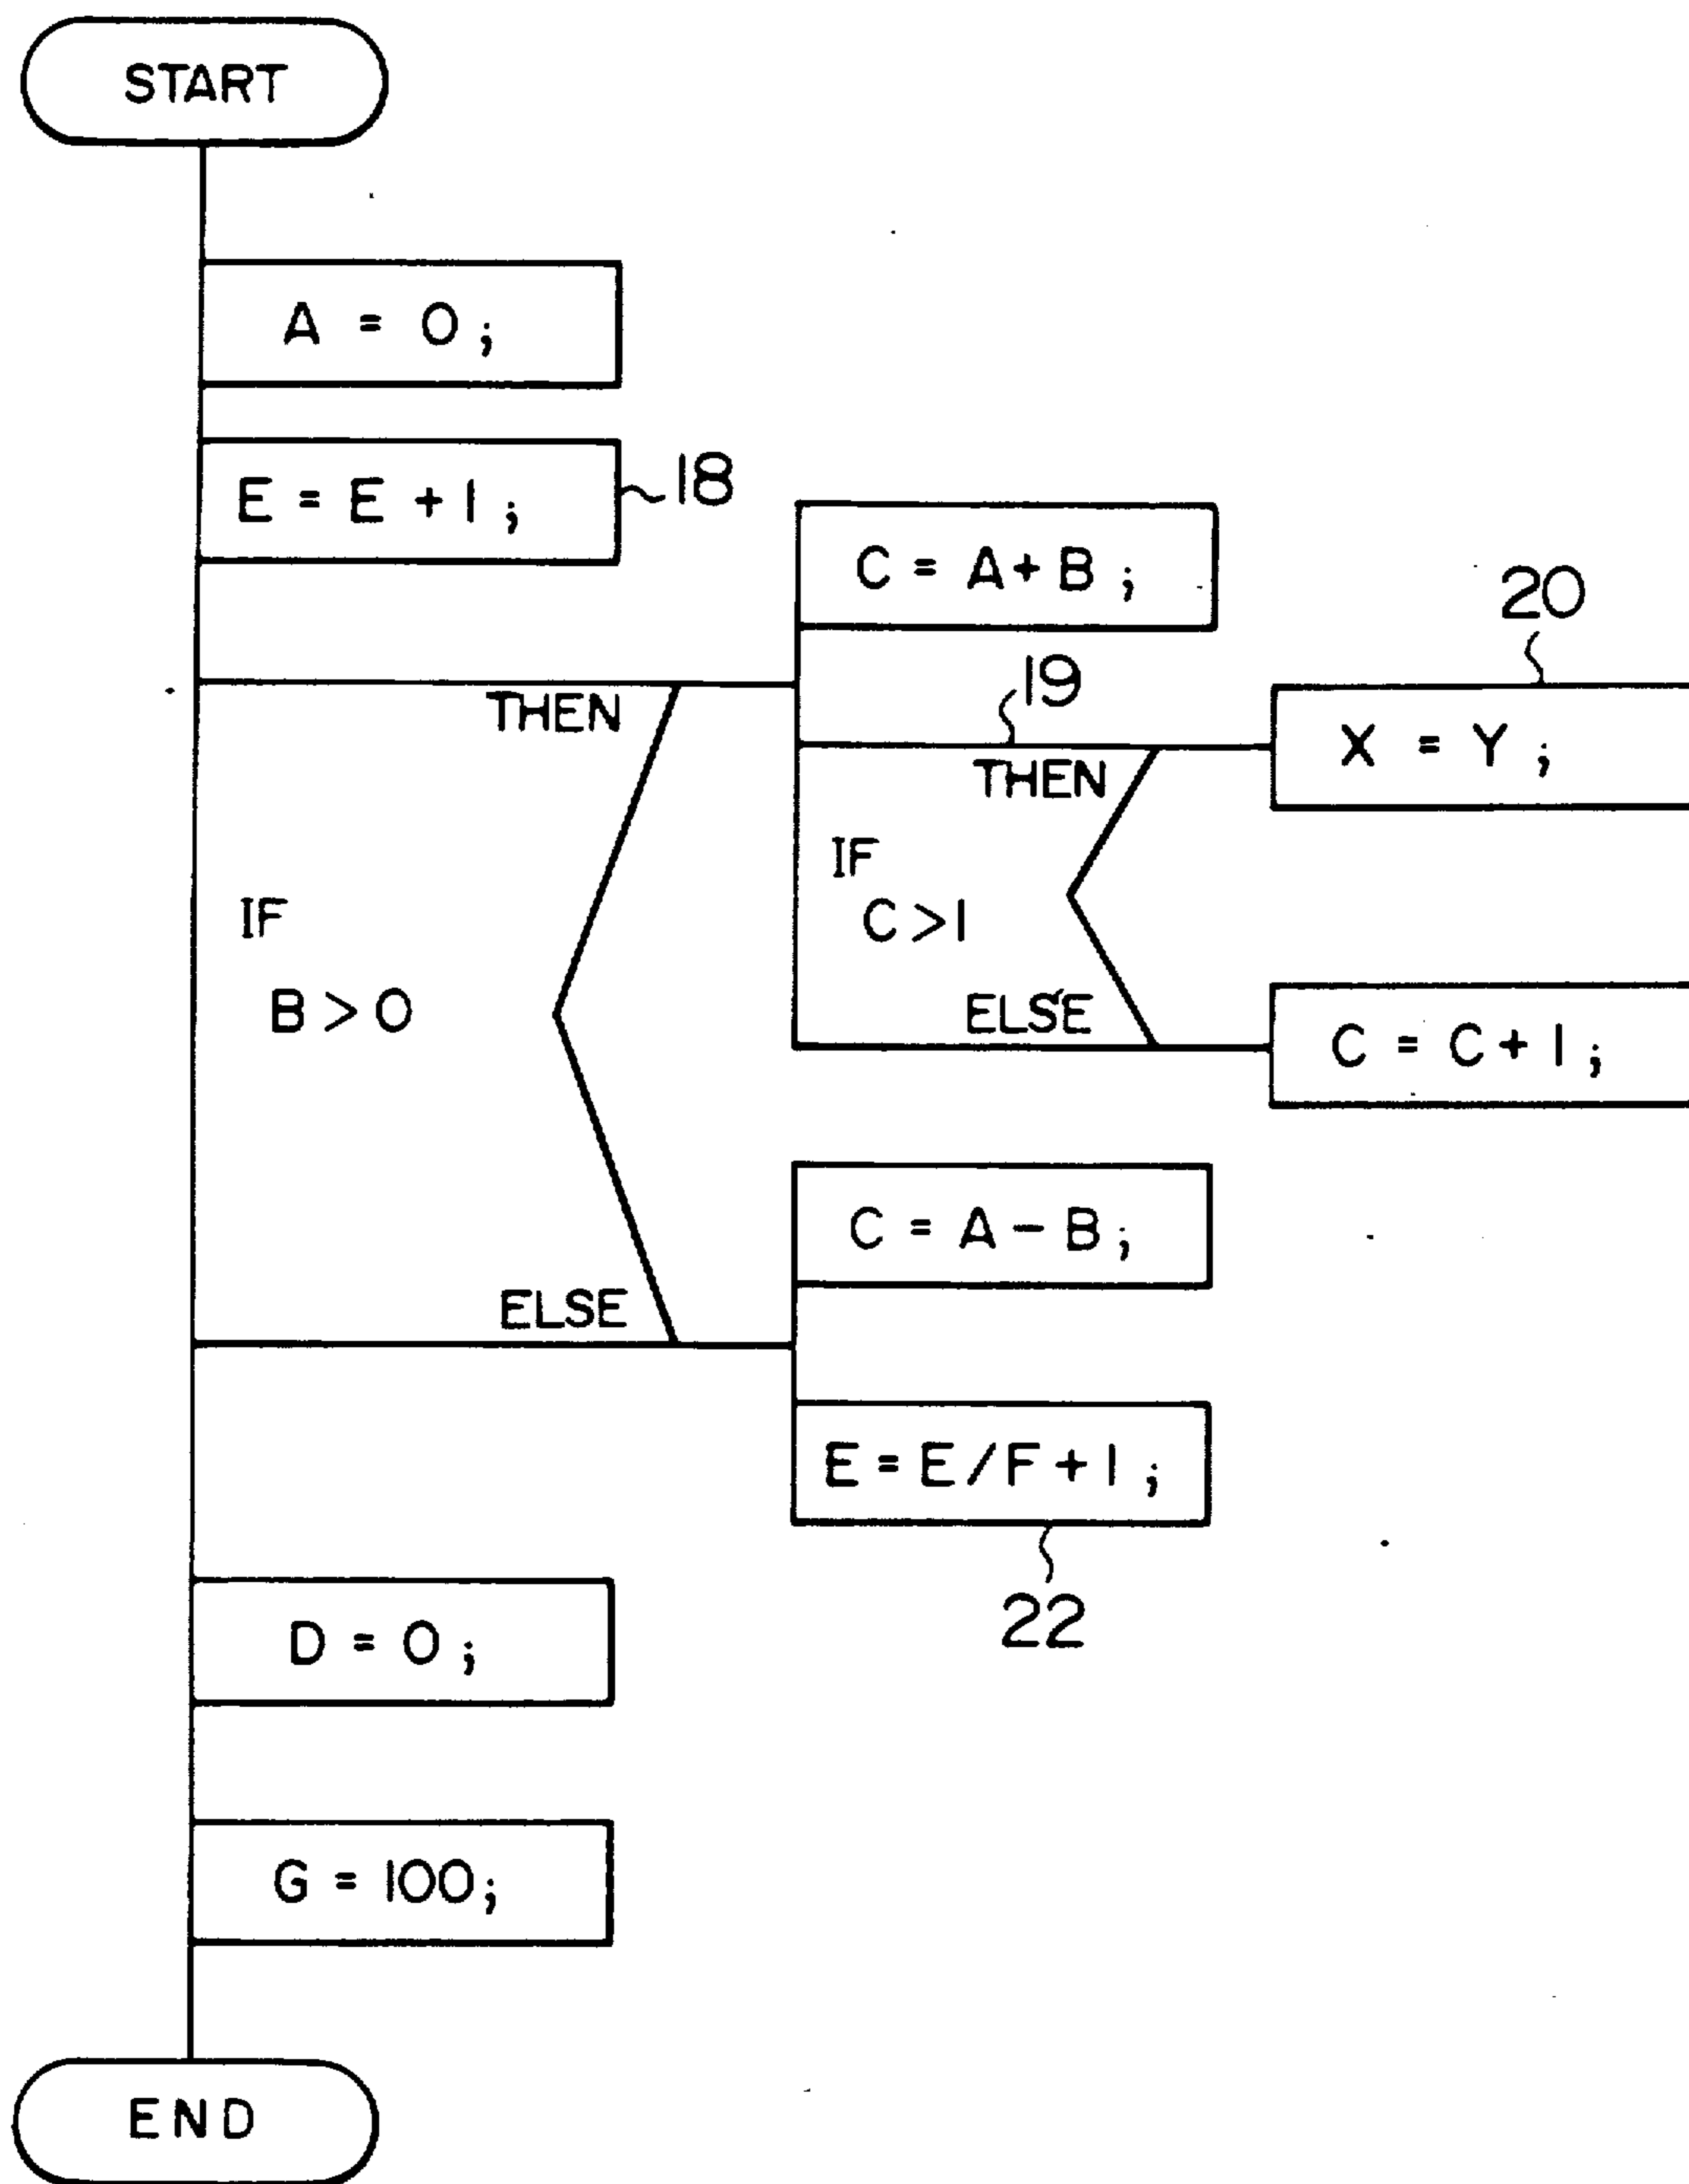 START
A = 0;
E = E + 1;
18
C = A + B;
20
THEN
19
X = Y;
THEN
IF
C > 1
IF
B > 0
ELSE
C = C + 1;
C = A - B;
ELSE
E = E/F + 1;
22
D = 0;
G = 100;
END